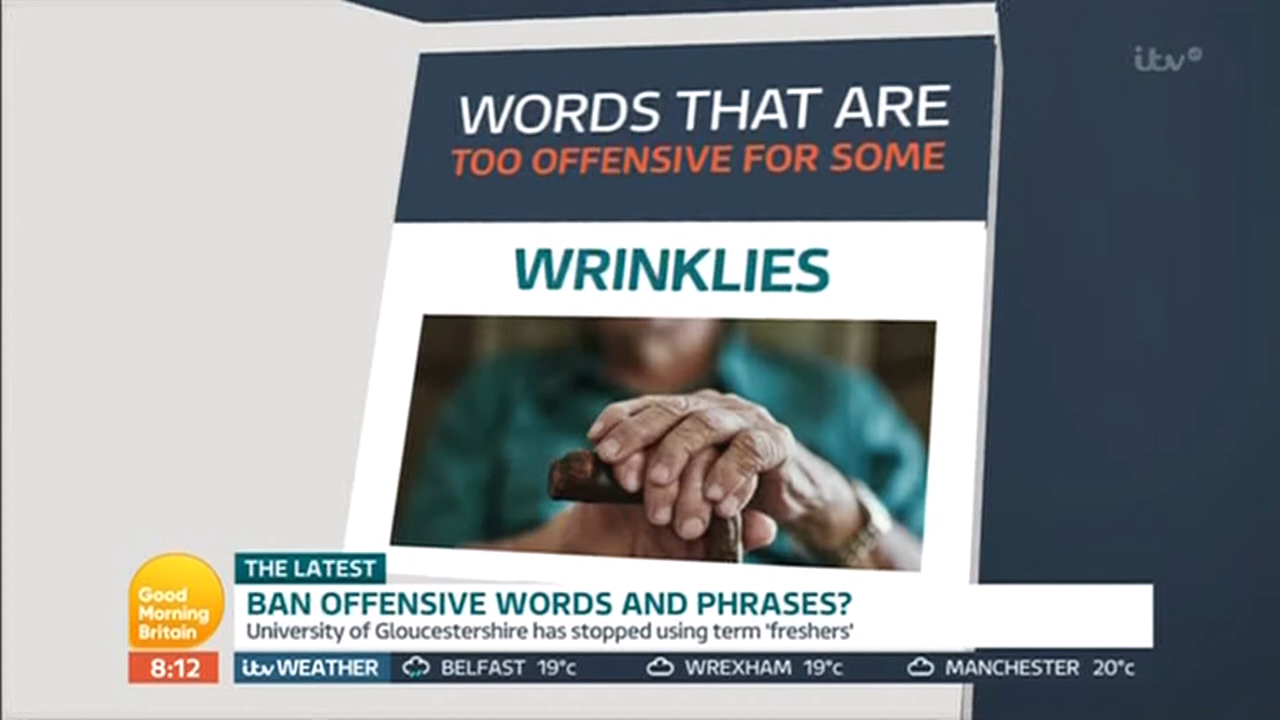 itv
WORDS THAT ARE
TOO OFFENSIVE FOR SOME
WRINKLIES
THE LATEST
Good
Morning
Britain
BAN OFFENSIVE WORDS AND PHRASES?
University of Gloucestershire has stopped using term 'freshers'
8:12 itv WEATHER BELFAST 19°c WREXHAM 19°c MANCHESTER 20°c